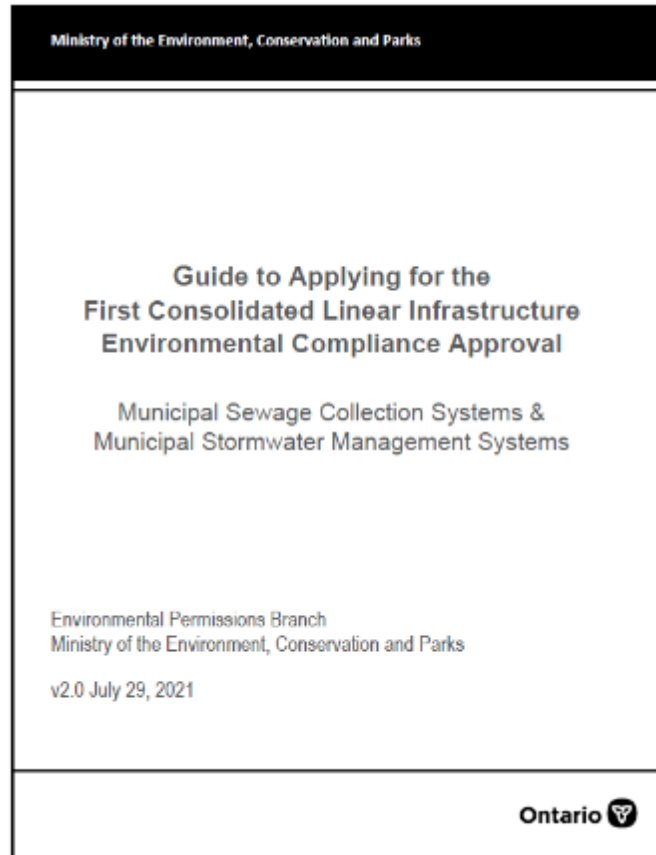 Ministry of the Environment, Conservation and Parks
Guide to Applying for the
First Consolidated Linear Infrastructure
Environmental Compliance Approval
Municipal Sewage Collection Systems &
Municipal Stormwater Management Systems
Environmental Permissions Branch
Ministry of the Environment, Conservation and Parks
v2.0 July 29, 2021
Ontario